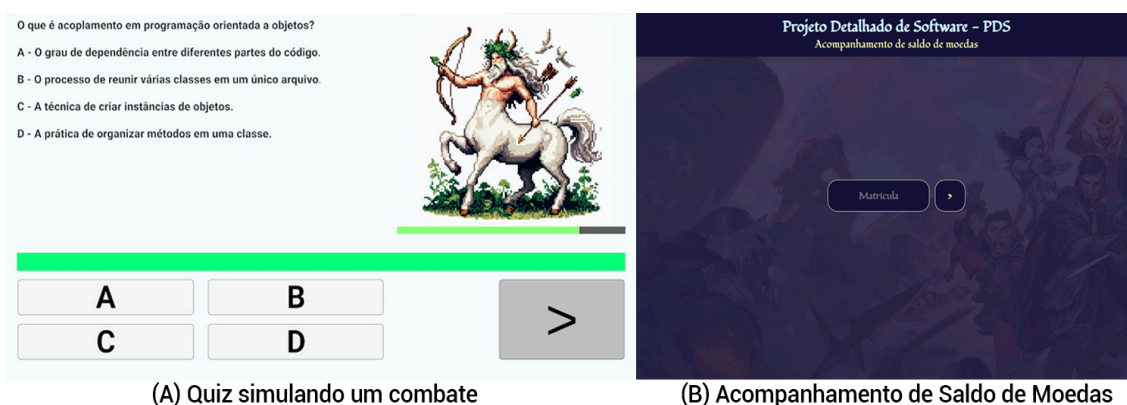 O que é acoplamento em programação orientada a objetos?
A - O grau de dependência entre diferentes partes do código.
B - O processo de reunir várias classes em um único arquivo.
C - A técnica de criar instâncias de objetos.
D - A prática de organizar métodos em uma classe.
A
B
C
D
>
(A) Quiz simulando um combate
Projeto Detalhado de Software - PDS
Acompanhamento de saldo de moedas
Matrícula
>
(B) Acompanhamento de Saldo de Moedas